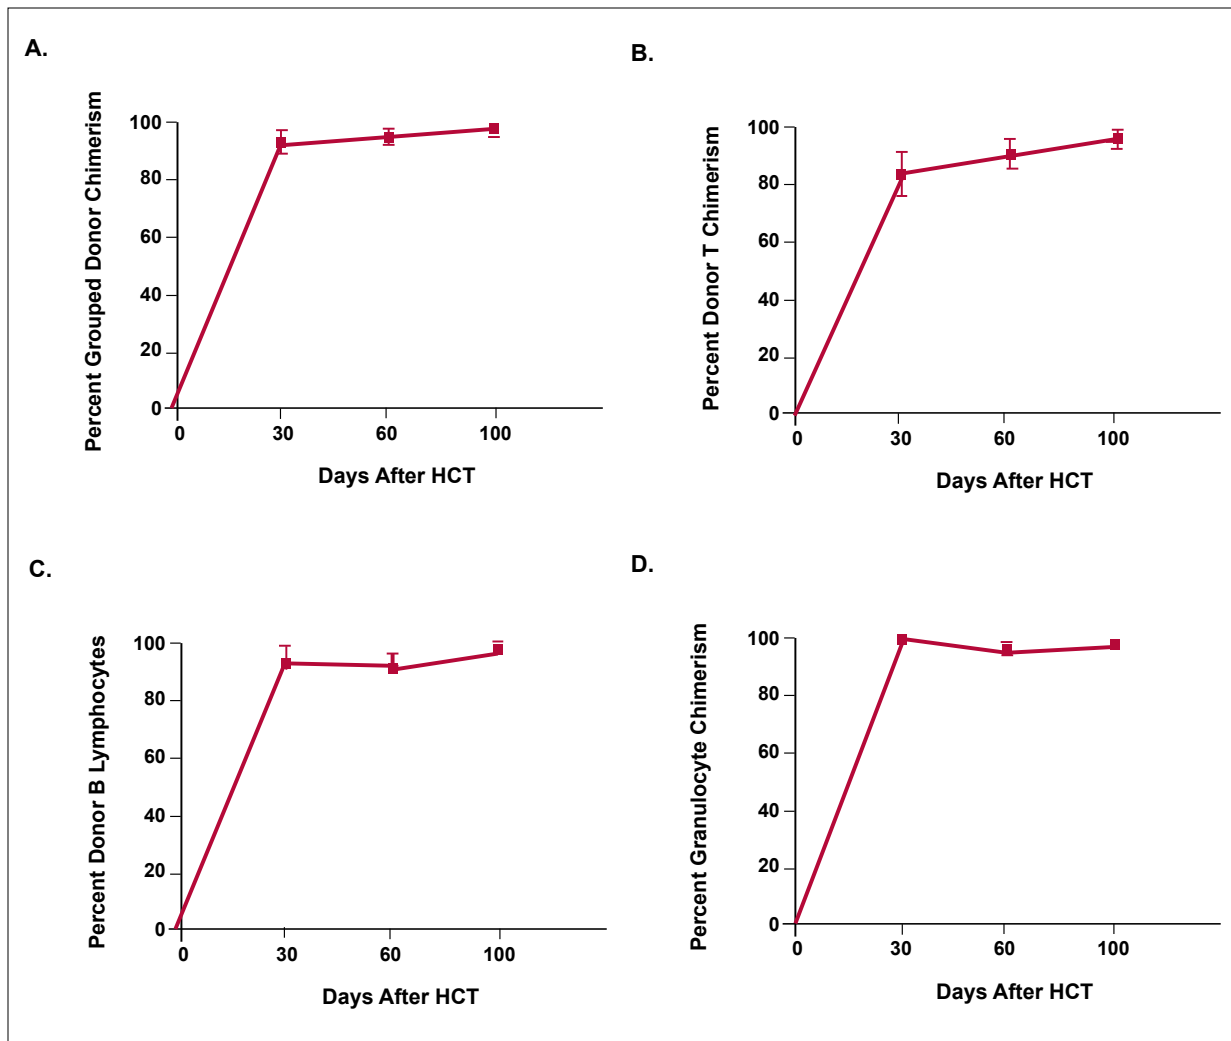 A.
Percent Grouped Donor Chimerism
100
80
60
40
20
0
0 30 60 100
Days After HCT
B.
Percent Donor T Chimerism
100
80
60
40
20
0
0 30 60 100
Days After HCT
C.
Percent Donor B Lymphocytes
100
80
60
40
20
0
0 30 60 100
Days After HCT
D.
Percent Granulocyte Chimerism
100
80
60
40
20
0
0 30 60 100
Days After HCT